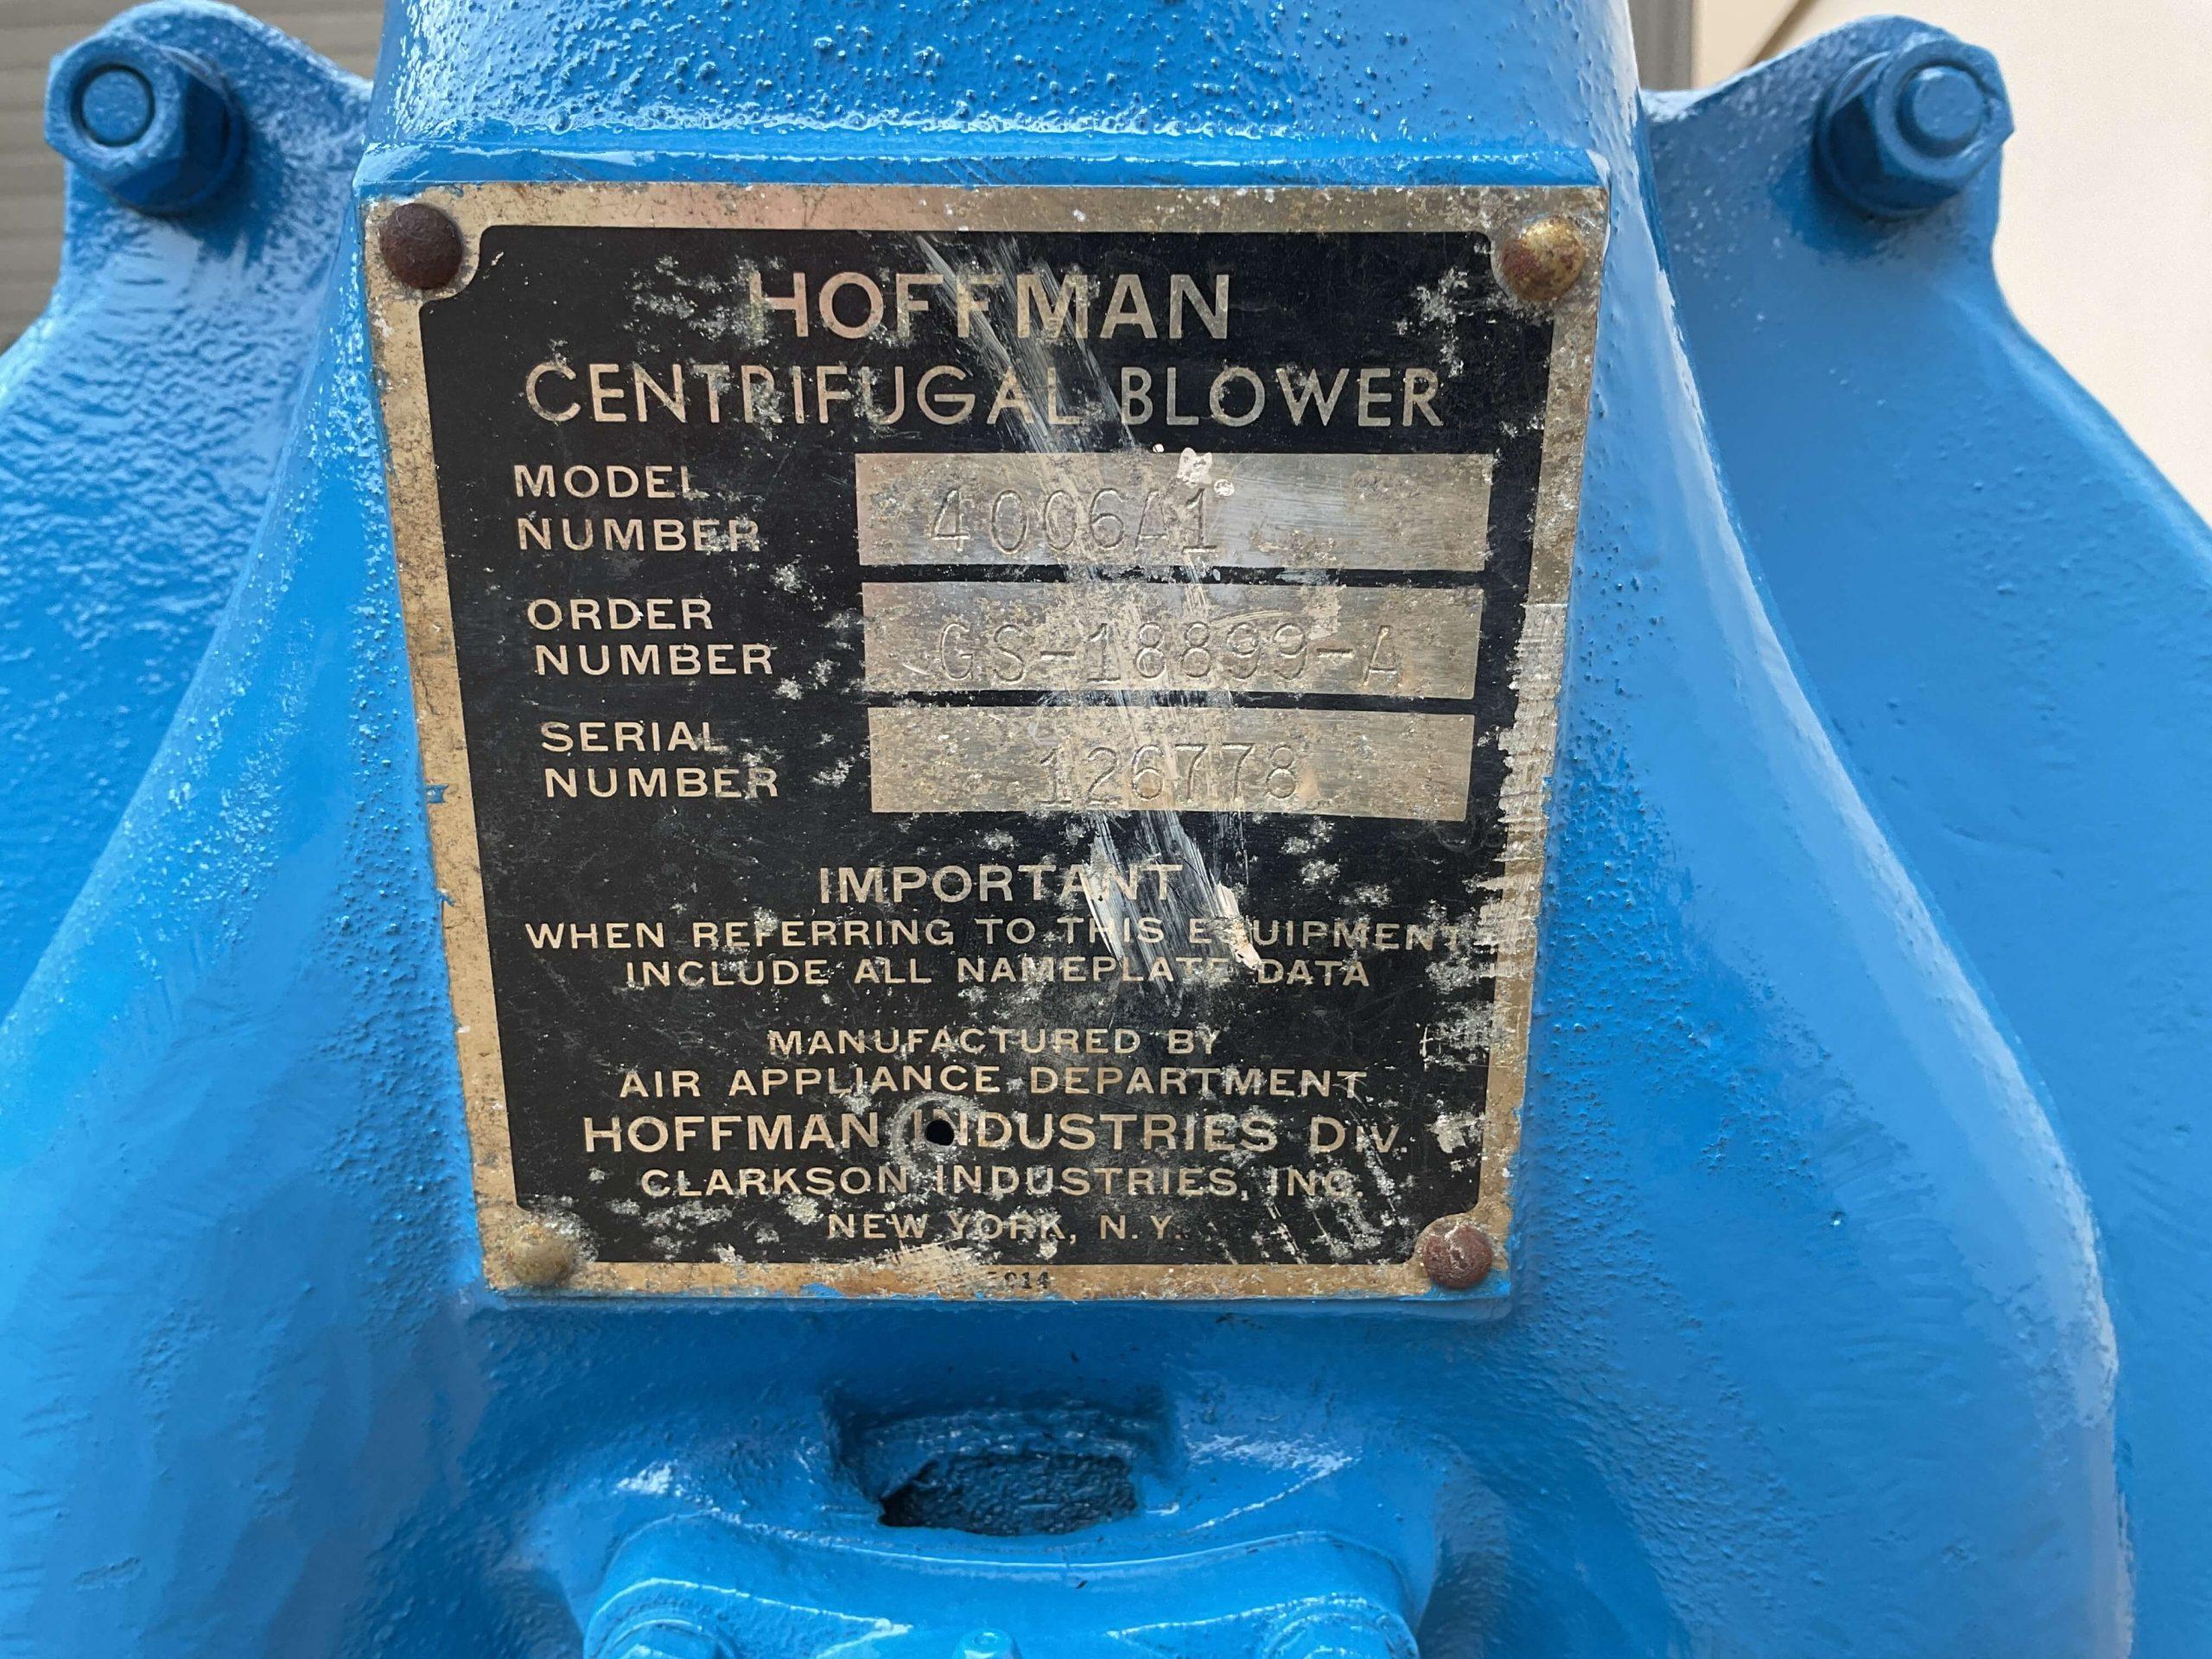 HOFFMAN
CENTRIFUGAL BLOWER
MODEL NUMBER 4006A1
ORDER NUMBER GS-18899-A
SERIAL NUMBER 126778
IMPORTANT
WHEN REFERRING TO THIS EQUIPMENT
INCLUDE ALL NAMEPLATE DATA
MANUFACTURED BY
AIR APPLIANCE DEPARTMENT
HOFFMAN INDUSTRIES DIV.
CLARKSON INDUSTRIES, INC.
NEW YORK, N.Y.